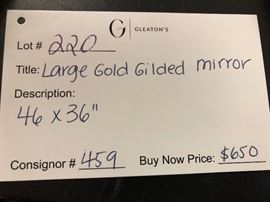 G | GLEATON'S
Lot # 220
Title: Large Gold Gilded mirror
Description:
46 x 36"
Consignor # 459 Buy Now Price: $650